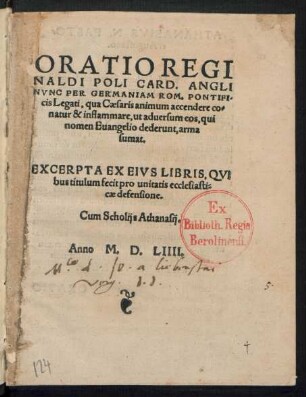 ORATIO REGI
NALDI POLI CARD. ANGLI
NVNC PER GERMANIAM ROM. PONTIFI-
cis Legati, qua Cæsaris animum accendere co-
natur & inflammare, ut aduersum eos, qui
nomen Euangelio dederunt, arma
sumat.
EXCERPTA EX EIVS LIBRIS, QVI
bus titulum fecit pro unitatis ecclesiastic
cæ defensione.
Cum Scholijs Athanasij.
Ex
Biblioth. Regia
Berolinensi.
Anno M. D. LIIII.
124